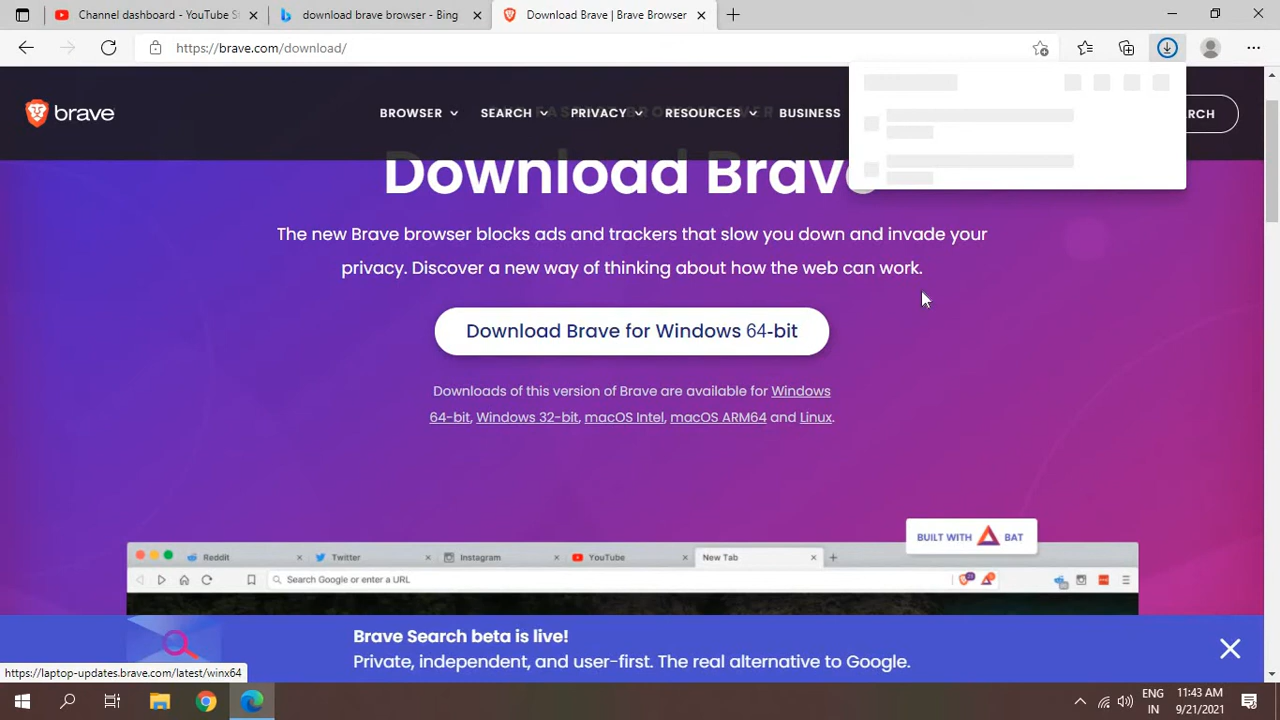 Channel dashboard - YouTube St
download brave browser - Bing
Download Brave | Brave Browser
https://brave.com/download/
brave
BROWSER
SEARCH
PRIVACY
RESOURCES
BUSINESS
RCH
Download Brave
The new Brave browser blocks ads and trackers that slow you down and invade your
privacy. Discover a new way of thinking about how the web can work.
Download Brave for Windows 64-bit
Downloads of this version of Brave are available for Windows
64-bit, Windows 32-bit, macOS Intel, macOS ARM64 and Linux.
BUILT WITH BAT
Reddit
Twitter
Instagram
YouTube
New Tab
Search Google or enter a URL
Brave Search beta is live!
Private, independent, and user-first. The real alternative to Google.
https://laptop-updates.brave.com/latest/winx64
ENG
IN
11:43 AM
9/21/2021